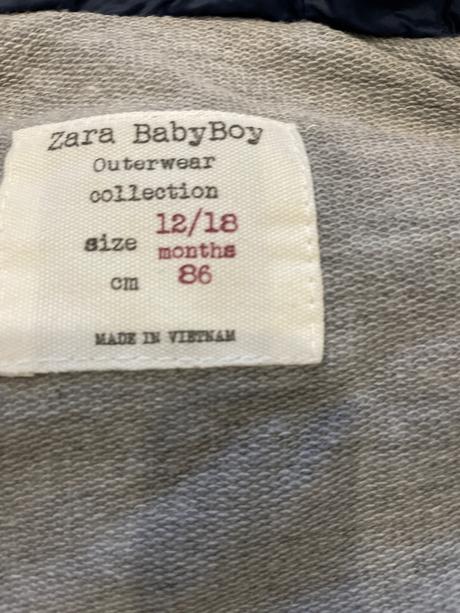 Zara BabyBoy
Outerwear
collection
size 12/18
months
cm 86
MADE IN VIETNAM